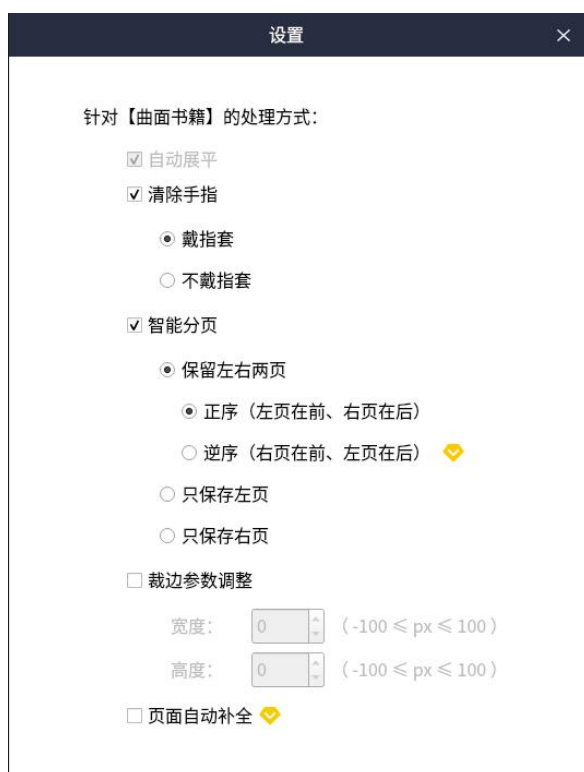 设置
针对【曲面书籍】的处理方式：
自动展平
清除手指
戴指套
不戴指套
智能分页
保留左右两页
正序（左页在前、右页在后）
逆序（右页在前、左页在后）
只保存左页
只保存右页
裁边参数调整
宽度： 0 （ -100 ≤ px ≤ 100 ）
高度： 0 （ -100 ≤ px ≤ 100 ）
页面自动补全